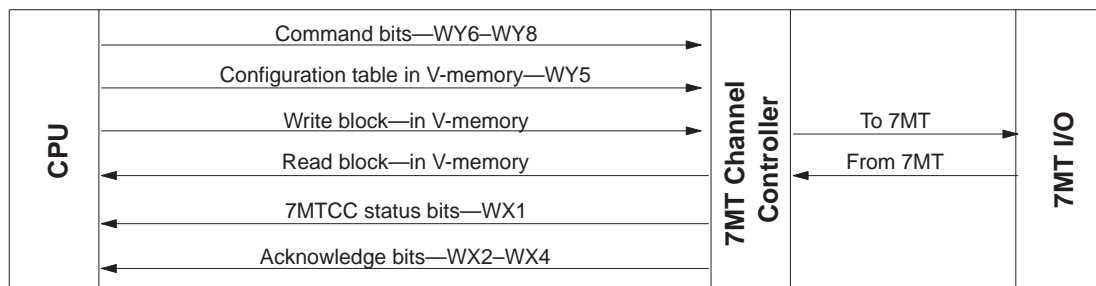 CPU
Command bits—WY6–WY8
Configuration table in V-memory—WY5
Write block—in V-memory
Read block—in V-memory
7MTCC status bits—WX1
Acknowledge bits—WX2–WX4
7MT Channel
Controller
To 7MT
From 7MT
7MT I/O